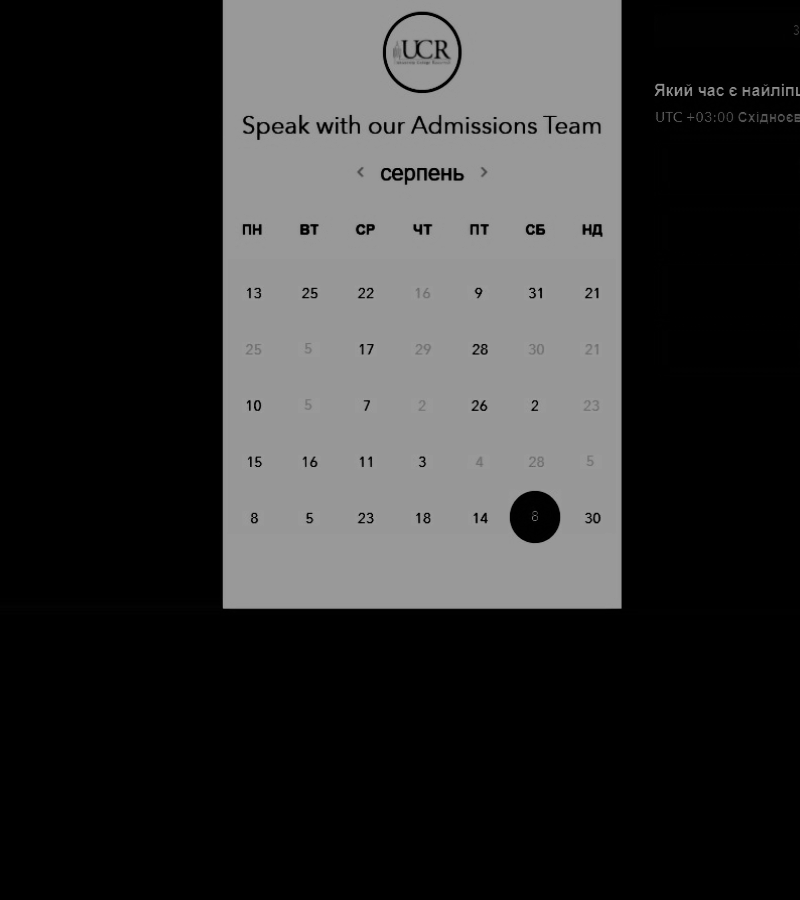 UCR
3
Speak with our Admissions Team
Який час є найліпш
UTC +03:00 Східноєв
серпень
ПН ВТ СР ЧТ ПТ СБ НД
13 25 22 16 9 31 21
25 5 17 29 28 30 21
10 5 7 2 26 2 23
15 16 11 3 4 28 5
8 5 23 18 14 8 30